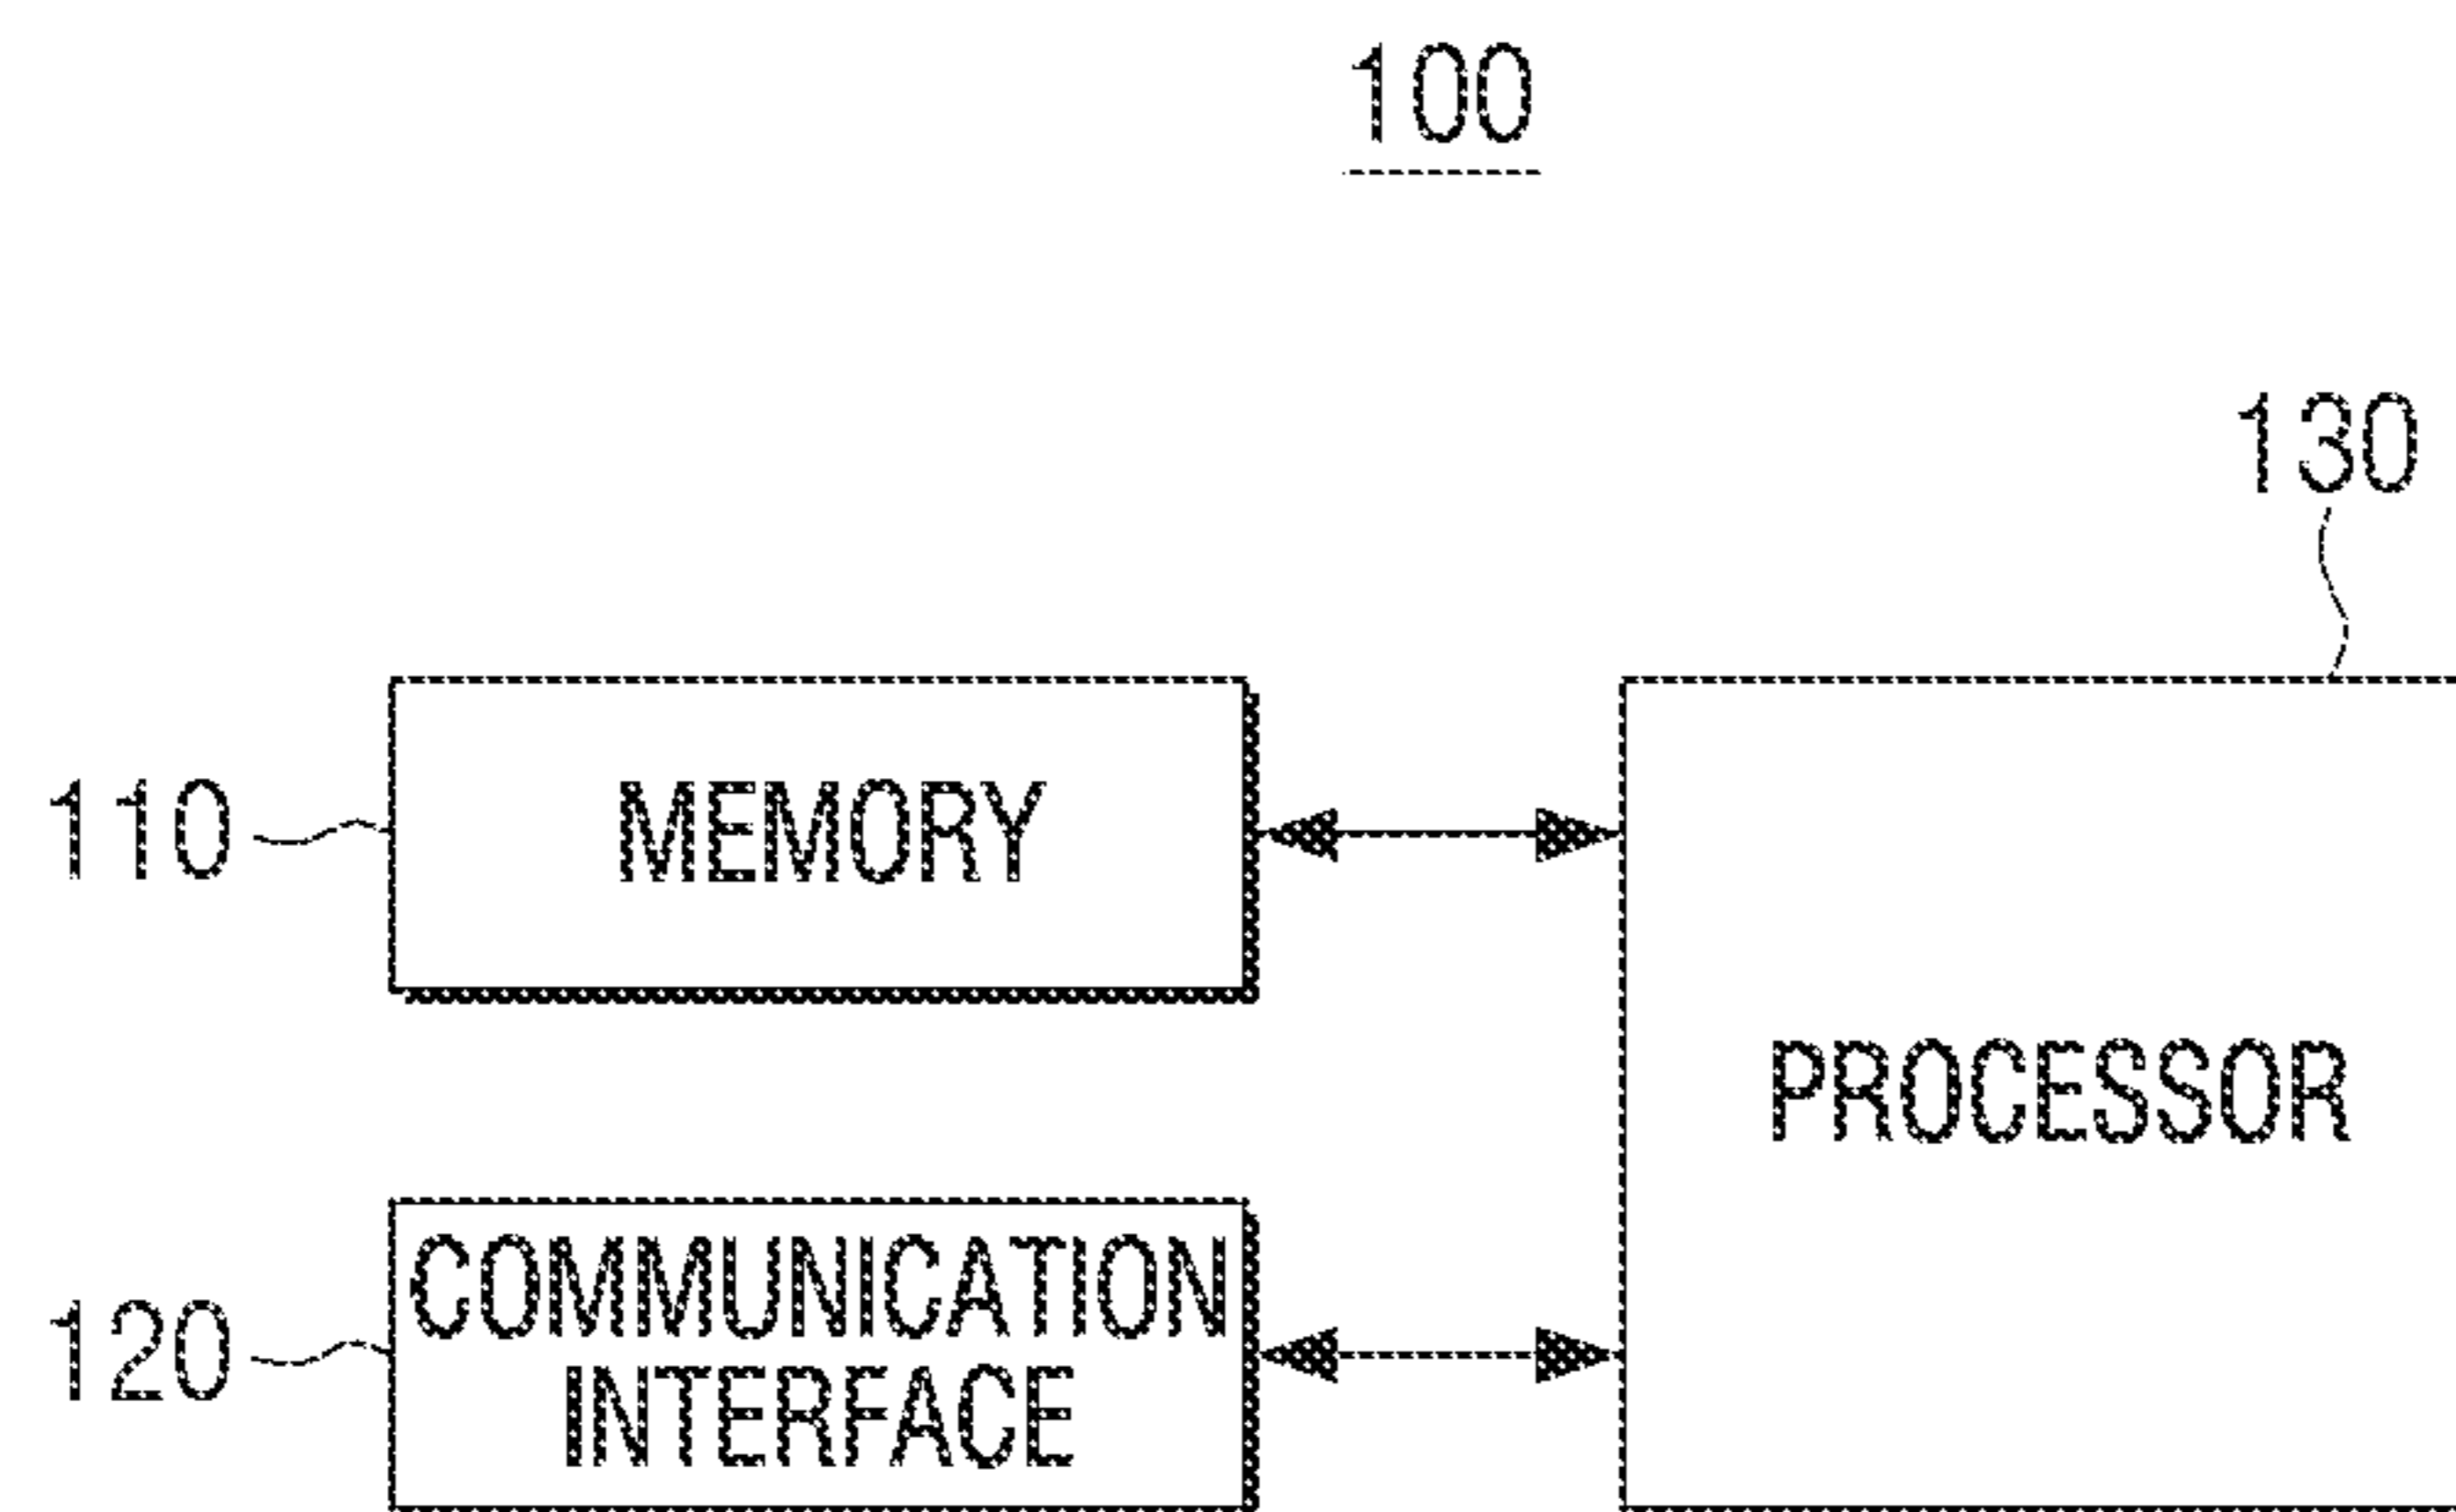 100
130
110
MEMORY
PROCESSOR
120
COMMUNICATION
INTERFACE